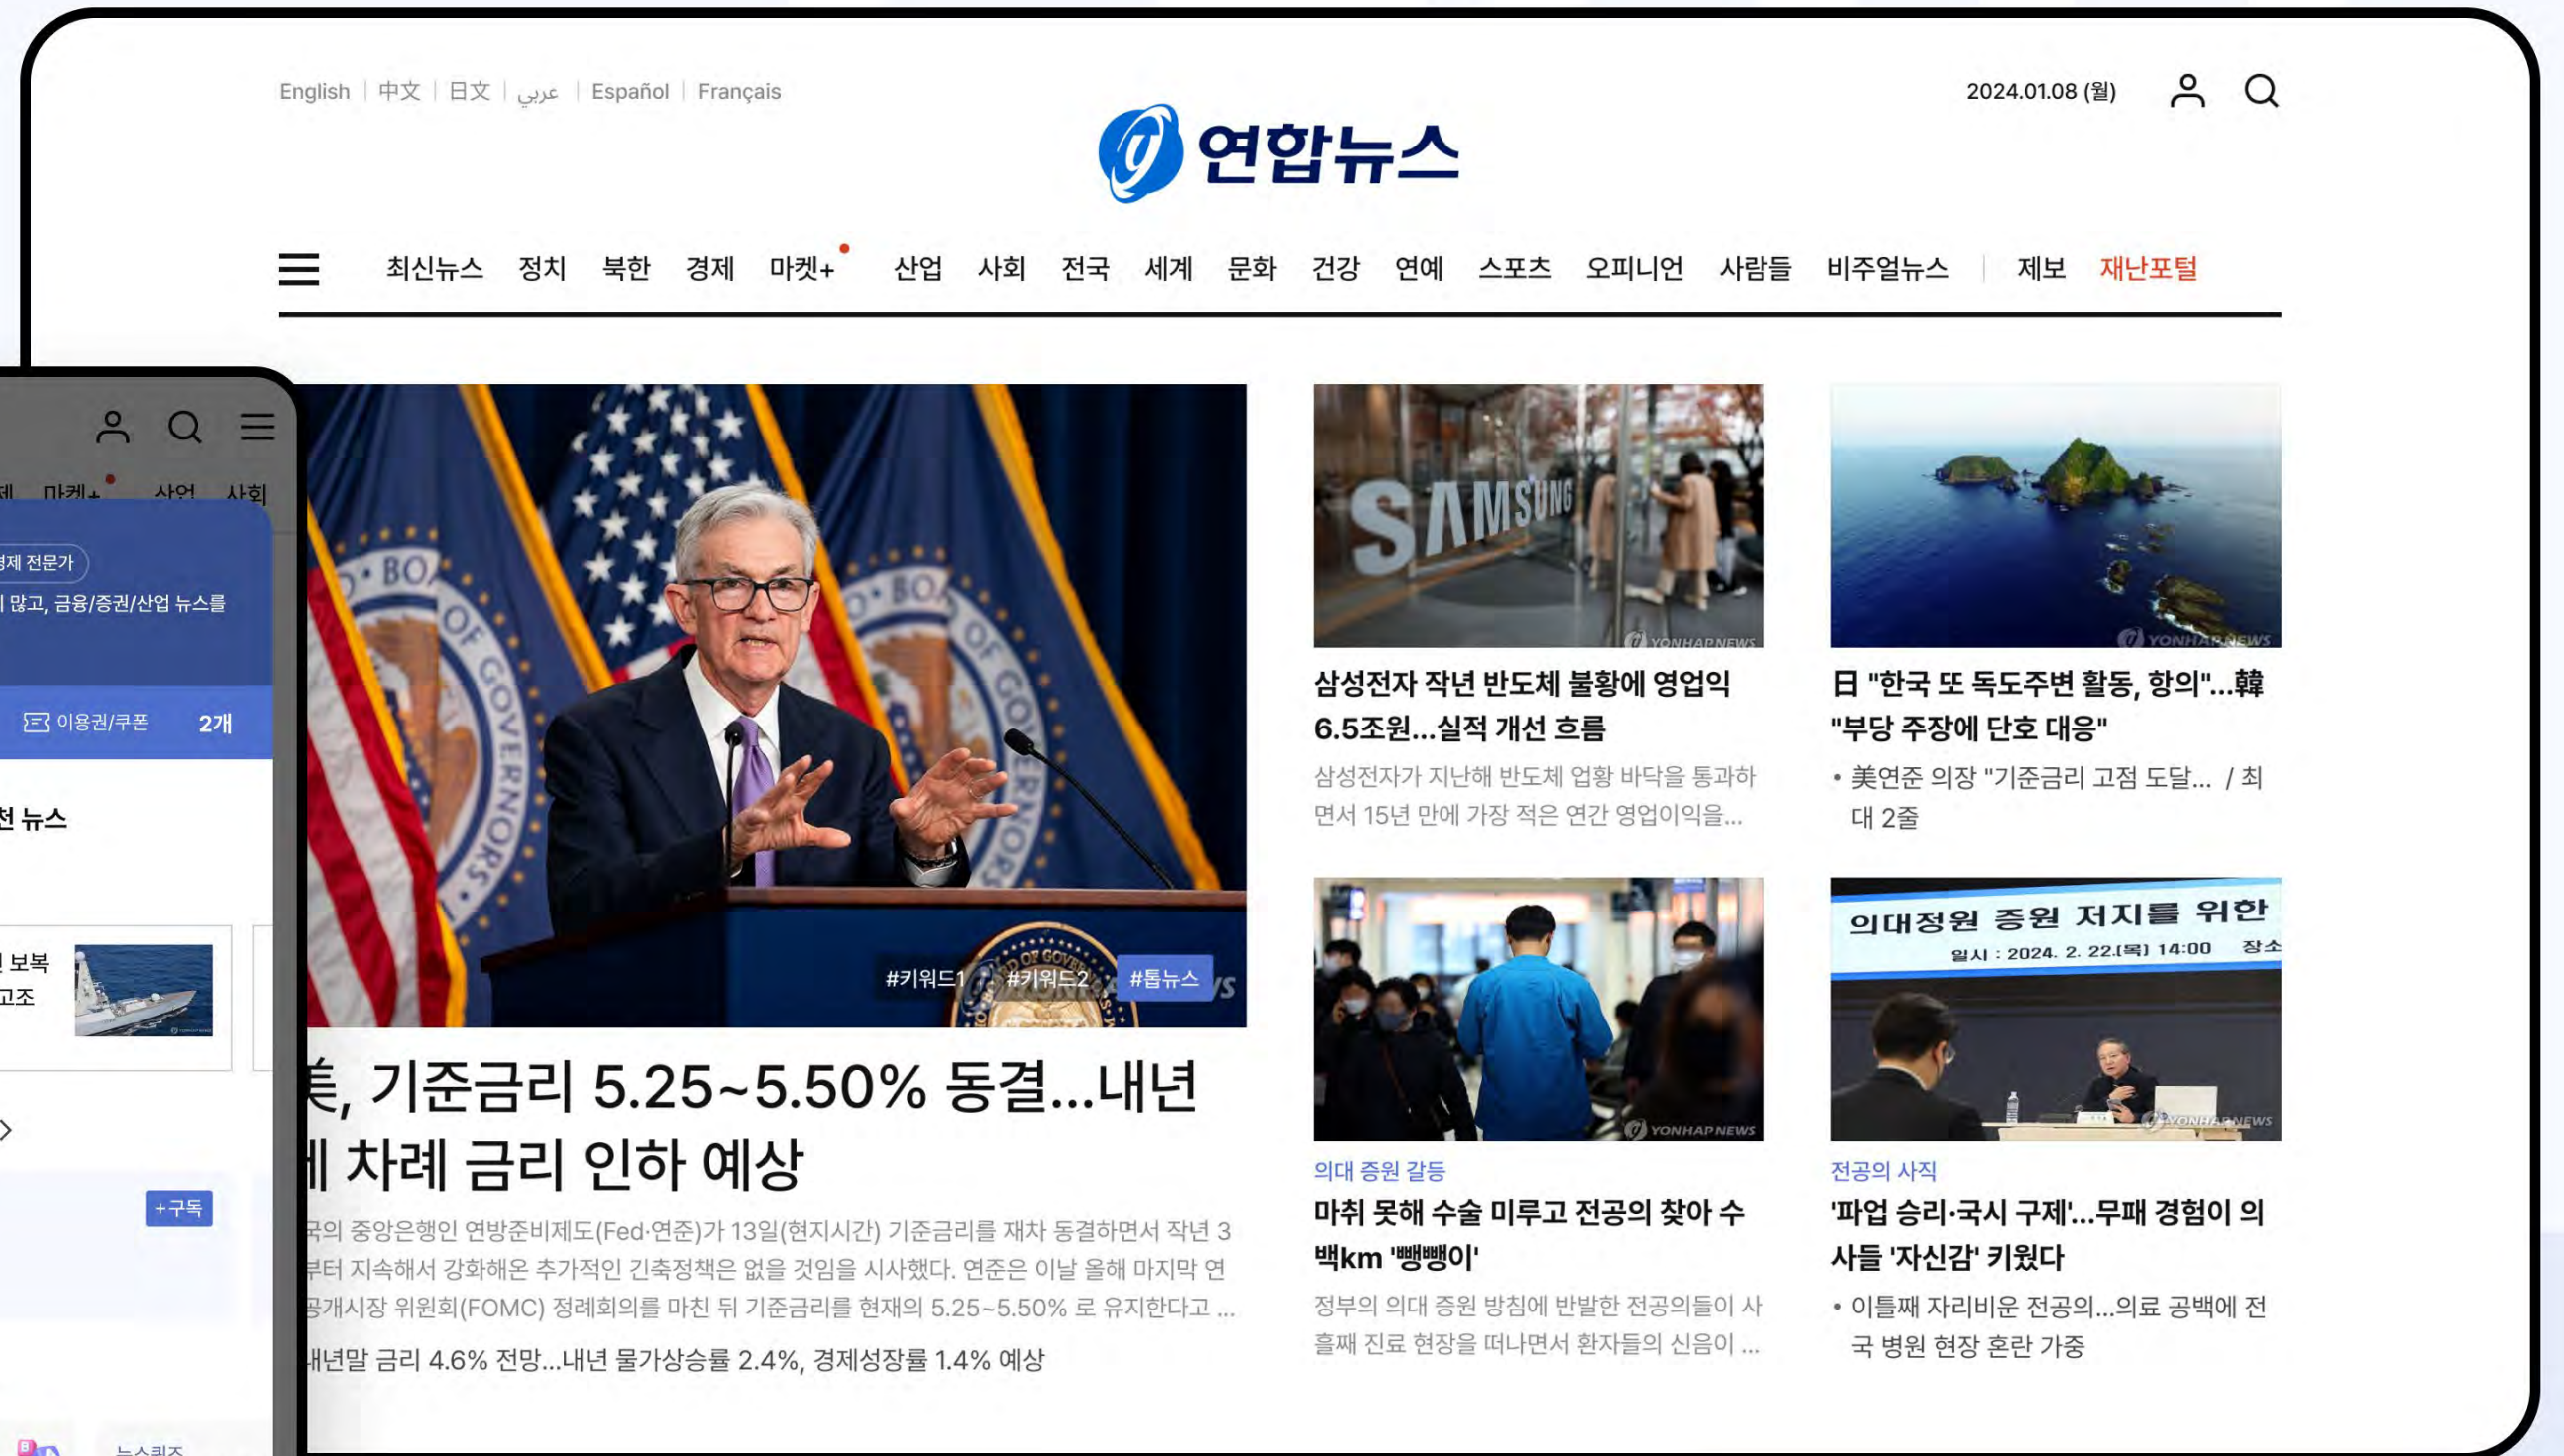 English | 中文 | 日文 | عربي | Español | Français
2024.01.08 (월)
연합뉴스
최신뉴스 정치 북한 경제 마켓+ 산업 사회 전국 세계 문화 건강 연예 스포츠 오피니언 사람들 비주얼뉴스 | 제보 재난포털
마켓+ 산업 사회
전문가
많고, 금융/증권/산업 뉴스를
이용권/쿠폰 2개
뉴스
보복
고조
+구독
뉴스퀴즈
BOARD OF GOVERNORS
#키워드1 #키워드2 #톱뉴스
美, 기준금리 5.25~5.50% 동결...내년
차례 금리 인하 예상
중앙은행인 연방준비제도(Fed·연준)가 13일(현지시간) 기준금리를 재차 동결하면서 작년 3
부터 지속해서 강화해온 추가적인 긴축정책은 없을 것임을 시사했다. 연준은 이날 올해 마지막 연
공개시장 위원회(FOMC) 정례회의를 마친 뒤 기준금리를 현재의 5.25~5.50% 로 유지한다고 ...
내년말 금리 4.6% 전망...내년 물가상승률 2.4%, 경제성장률 1.4% 예상
SAMSUNG
YONHAP NEWS
삼성전자 작년 반도체 불황에 영업익
6.5조원...실적 개선 흐름
삼성전자가 지난해 반도체 업황 바닥을 통과하
면서 15년 만에 가장 적은 연간 영업이익을...
YONHAP NEWS
日 "한국 또 독도주변 활동, 항의"...韓
"부당 주장에 단호 대응"
• 美연준 의장 "기준금리 고점 도달... / 최
대 2줄
YONHAP NEWS
의대 증원 갈등
마취 못해 수술 미루고 전공의 찾아 수
백km '뺑뺑이'
정부의 의대 증원 방침에 반발한 전공의들이 사
흘째 진료 현장을 떠나면서 환자들의 신음이 ...
의대정원 증원 저지를 위한
일시 : 2024. 2. 22.(목) 14:00 장소
YONHAP NEWS
전공의 사직
'파업 승리·국시 구제'...무패 경험이 의
사들 '자신감' 키웠다
• 이틀째 자리비운 전공의...의료 공백에 전
국 병원 현장 혼란 가중